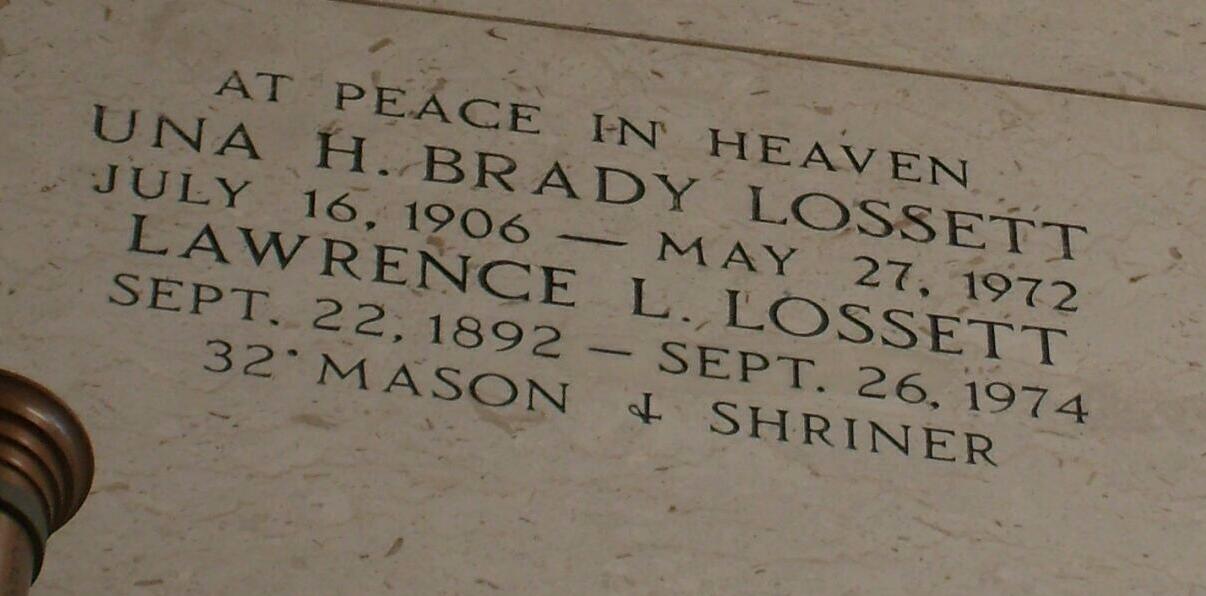 AT PEACE IN HEAVEN
UNA H. BRADY LOSSETT
JULY 16, 1906 — MAY 27, 1972
LAWRENCE L. LOSSETT
SEPT. 22, 1892 — SEPT. 26, 1974
32° MASON & SHRINER